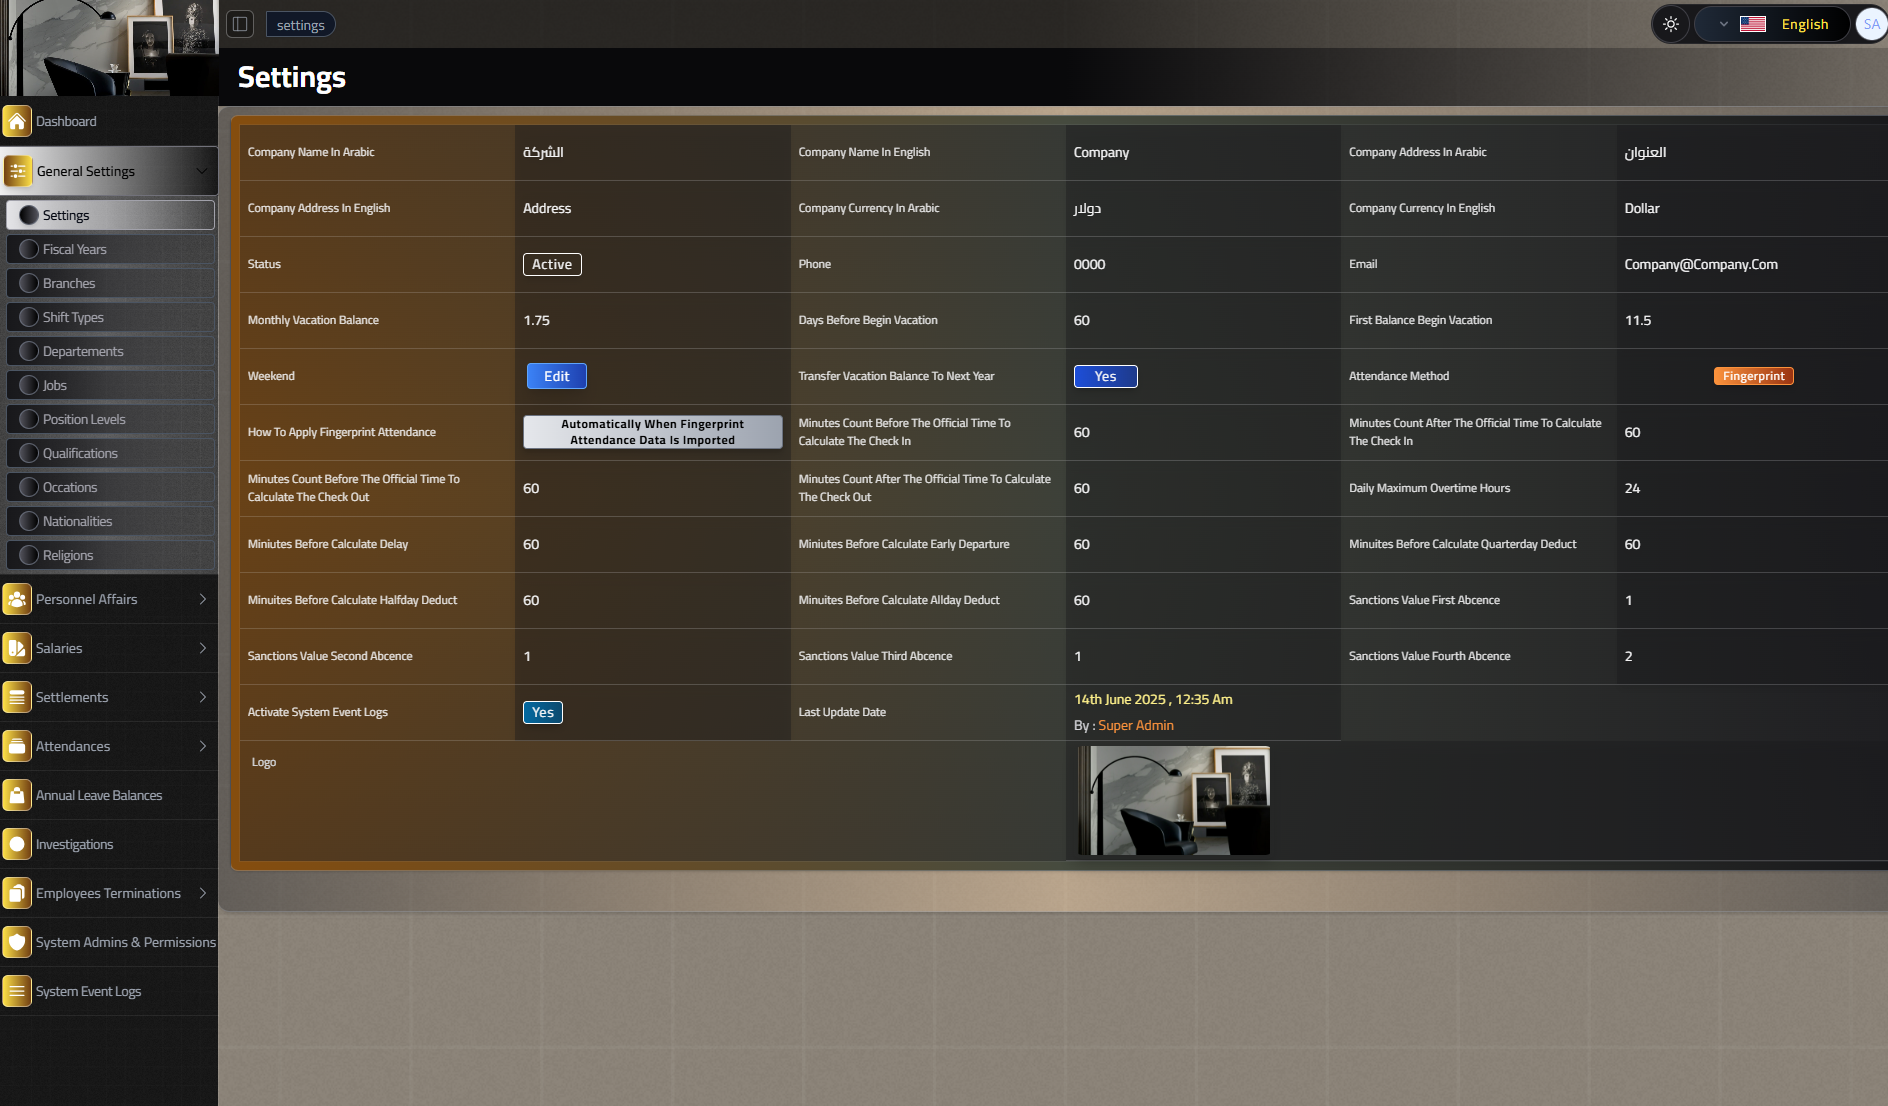 settings
English
SA
Settings
Dashboard
General Settings
Settings
Fiscal Years
Branches
Shift Types
Departements
Jobs
Position Levels
Qualifications
Occations
Nationalities
Religions
Personnel Affairs
Salaries
Settlements
Attendances
Annual Leave Balances
Investigations
Employees Terminations
System Admins & Permissions
System Event Logs
Company Name In Arabic
الشركة
Company Name In English
Company
Company Address In Arabic
العنوان
Company Address In English
Address
Company Currency In Arabic
دولار
Company Currency In English
Dollar
Status
Active
Phone
0000
Email
Company@Company.Com
Monthly Vacation Balance
1.75
Days Before Begin Vacation
60
First Balance Begin Vacation
11.5
Weekend
Edit
Transfer Vacation Balance To Next Year
Yes
Attendance Method
Fingerprint
How To Apply Fingerprint Attendance
Automatically When Fingerprint
Attendance Data Is Imported
Minutes Count Before The Official Time To
Calculate The Check In
60
Minutes Count After The Official Time To Calculate
The Check In
60
Minutes Count Before The Official Time To
Calculate The Check Out
60
Minutes Count After The Official Time To Calculate
The Check Out
60
Daily Maximum Overtime Hours
24
Miniutes Before Calculate Delay
60
Miniutes Before Calculate Early Departure
60
Minuites Before Calculate Quarterday Deduct
60
Minuites Before Calculate Halfday Deduct
60
Minuites Before Calculate Allday Deduct
60
Sanctions Value First Abcence
1
Sanctions Value Second Abcence
1
Sanctions Value Third Abcence
1
Sanctions Value Fourth Abcence
2
Activate System Event Logs
Yes
Last Update Date
14th June 2025 , 12:35 Am
By : Super Admin
Logo